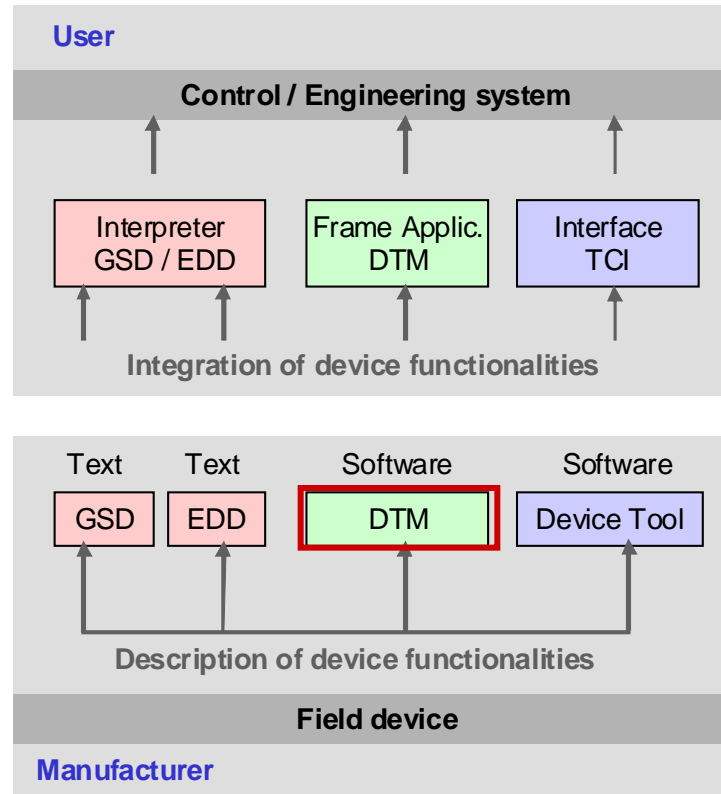 User
Control / Engineering system
Interpreter
GSD / EDD
Frame Applic.
DTM
Interface
TCI
Integration of device functionalities
Text Text Software Software
GSD EDD DTM Device Tool
Description of device functionalities
Field device
Manufacturer